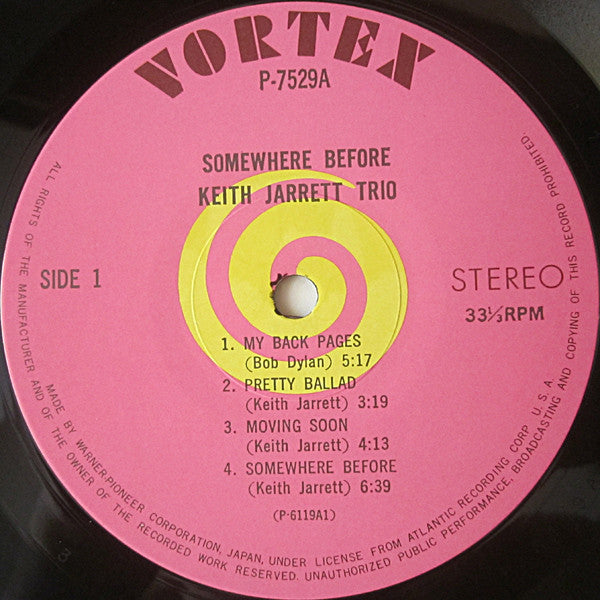 VORTEX
P-7529A
SOMEWHERE BEFORE
KEITH JARRETT TRIO
SIDE 1
STEREO
33⅓RPM
1. MY BACK PAGES
(Bob Dylan) 5:17
2. PRETTY BALLAD
(Keith Jarrett) 3:19
3. MOVING SOON
(Keith Jarrett) 4:13
4. SOMEWHERE BEFORE
(Keith Jarrett) 6:39
(P-6119A1)
MADE BY WARNER-PIONEER CORPORATION, JAPAN, UNDER LICENSE FROM ATLANTIC RECORDING CORP. U.S.A.
ALL RIGHTS OF THE MANUFACTURER AND OF THE OWNER OF THE RECORDED WORK RESERVED. UNAUTHORIZED PUBLIC PERFORMANCE, BROADCASTING AND COPYING OF THIS RECORD PROHIBITED.